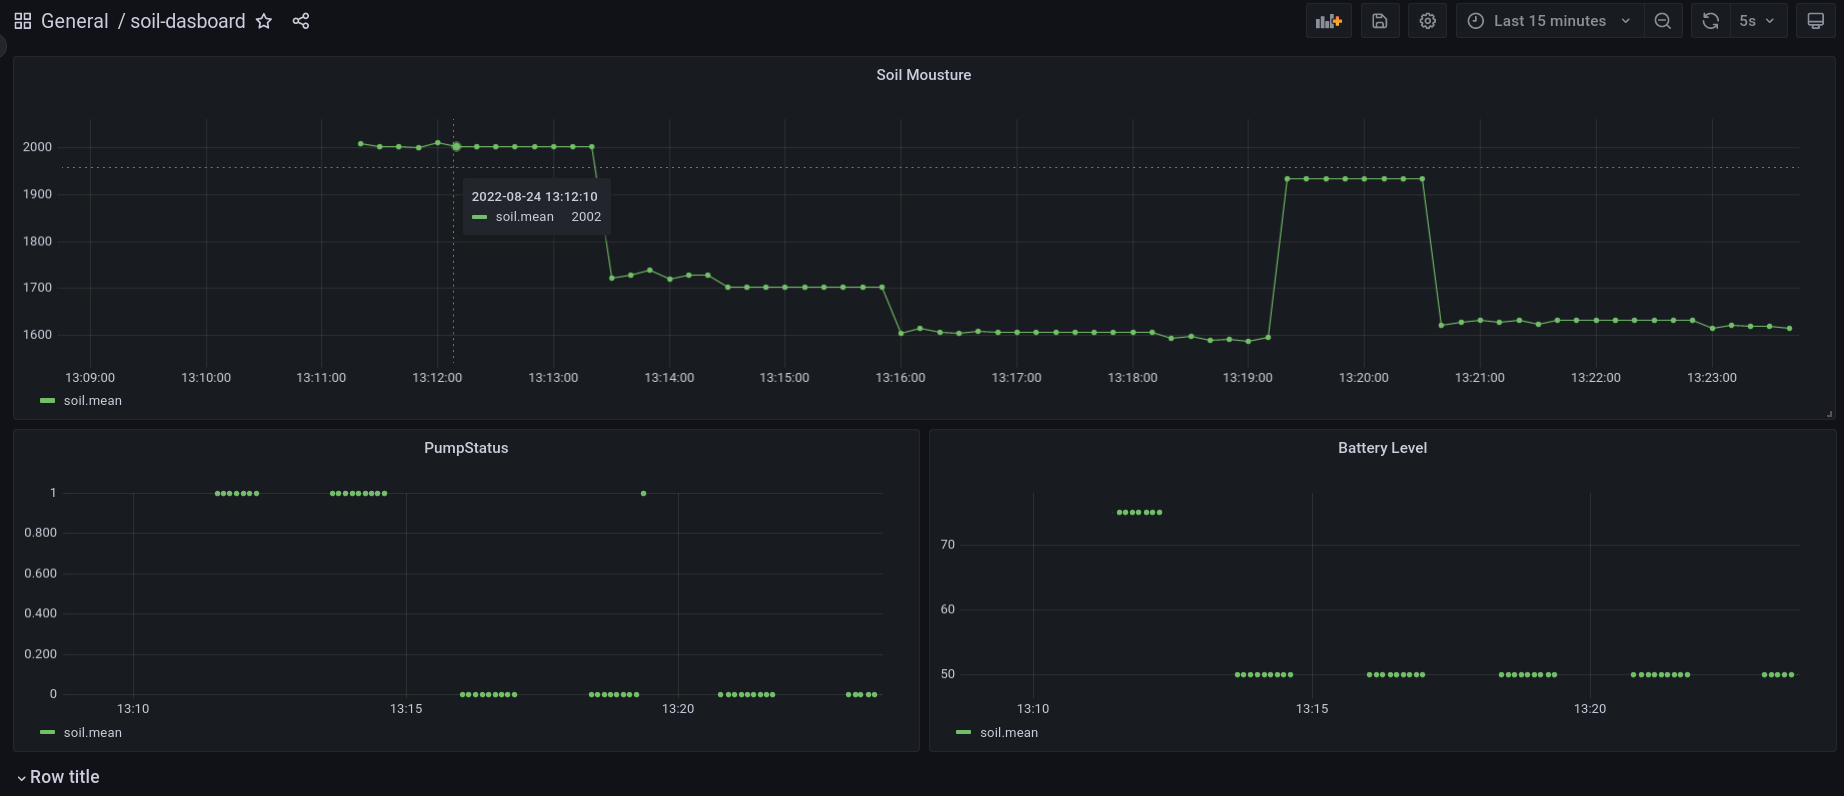 General / soil-dasboard
Last 15 minutes
5s
Soil Mousture
2000
1900
1800
1700
1600
2022-08-24 13:12:10
soil.mean 2002
13:09:00 13:10:00 13:11:00 13:12:00 13:13:00 13:14:00 13:15:00 13:16:00 13:17:00 13:18:00 13:19:00 13:20:00 13:21:00 13:22:00 13:23:00
soil.mean
PumpStatus
1
0.800
0.600
0.400
0.200
0
13:10 13:15 13:20
soil.mean
Battery Level
70
60
50
13:10 13:15 13:20
soil.mean
Row title